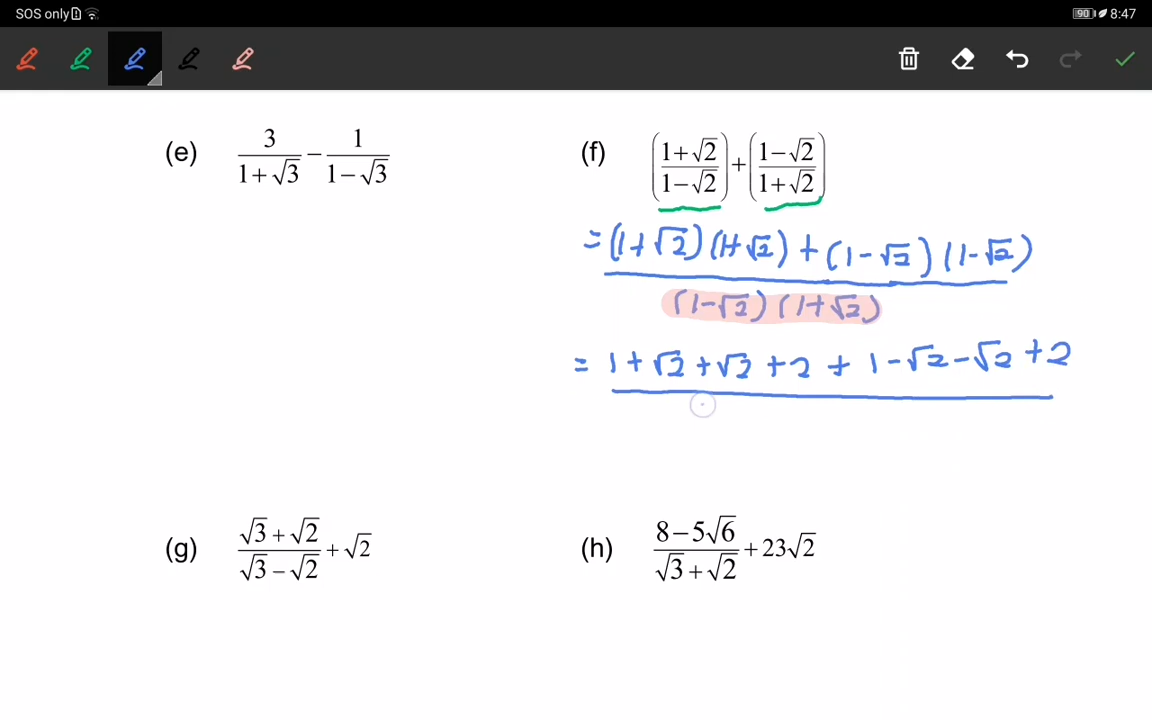 SOS only 90 8:47
(e) 3/(1+√3) − 1/(1−√3)
(f) ((1+√2)/(1−√2)) + ((1−√2)/(1+√2))
= (1+√2)(1+√2) + (1-√2)(1-√2)
(1-√2)(1+√2)
= 1+√2+√2+2 + 1-√2-√2+2
(g) (√3+√2)/(√3−√2) + √2
(h) (8−5√6)/(√3+√2) + 23√2